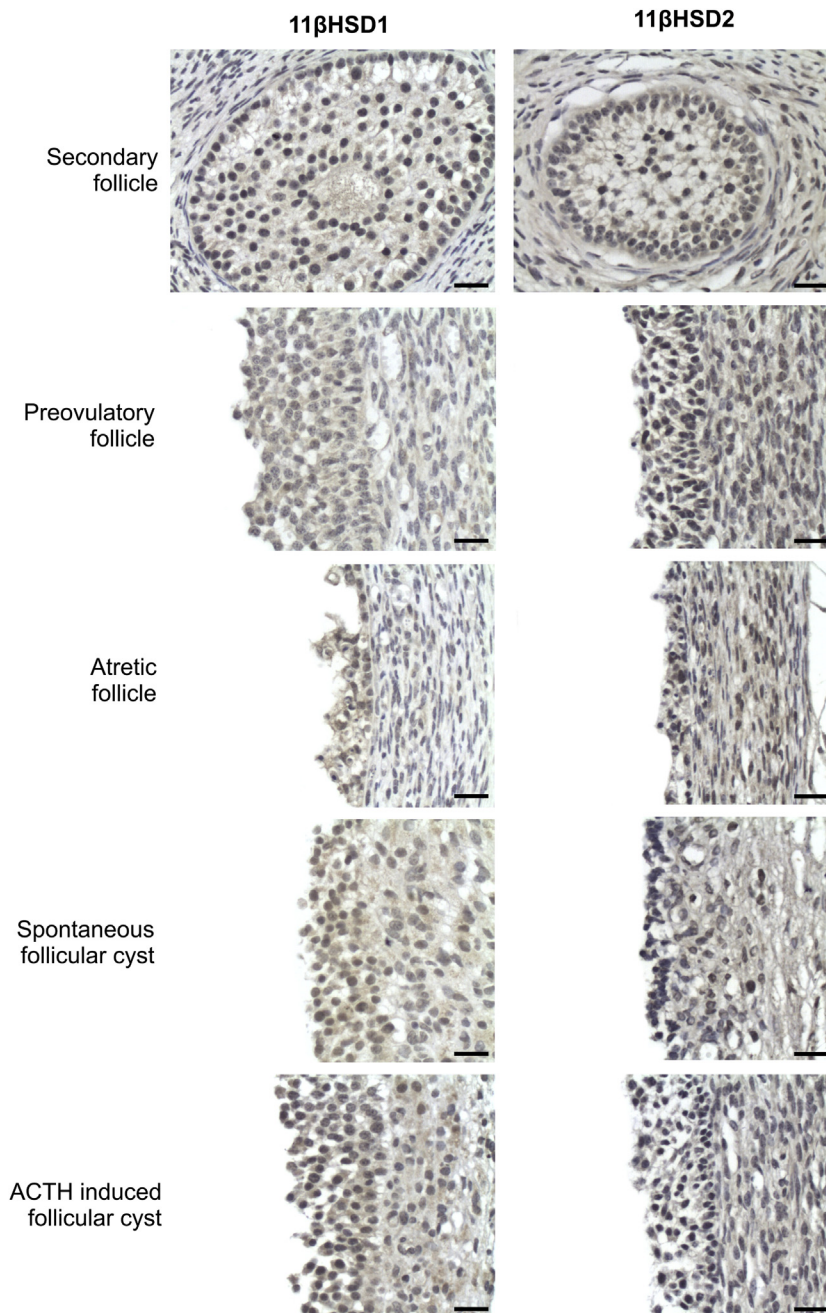 11βHSD1
11βHSD2
Secondary
follicle
Preovulatory
follicle
Atretic
follicle
Spontaneous
follicular cyst
ACTH induced
follicular cyst